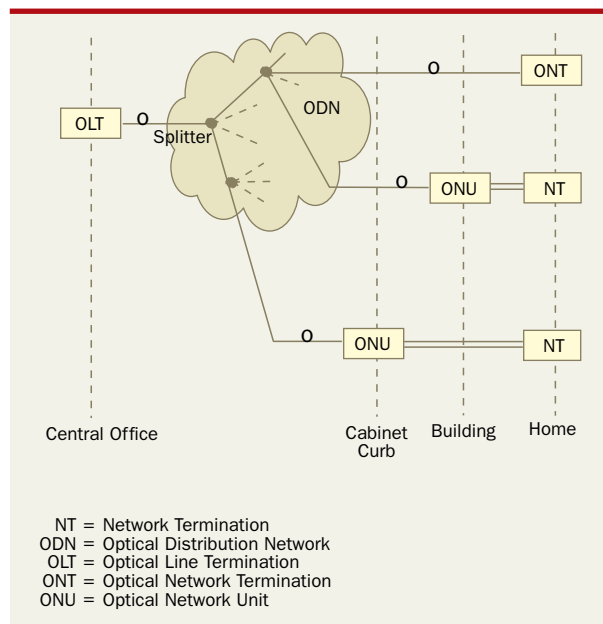 O
ONT
OLT
O
ODN
Splitter
O
ONU
NT
O
ONU
NT
Central Office
Cabinet
Curb
Building
Home
NT = Network Termination
ODN = Optical Distribution Network
OLT = Optical Line Termination
ONT = Optical Network Termination
ONU = Optical Network Unit